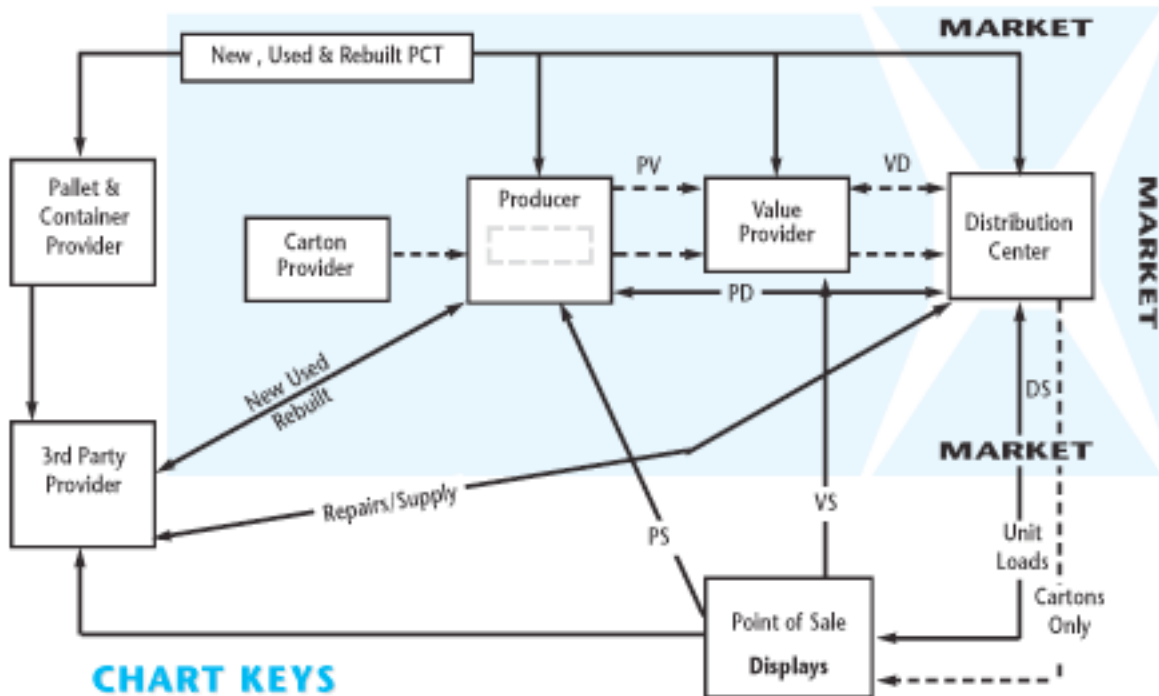 MARKET
New , Used & Rebuilt PCT
PV
VD
Pallet &
Container
Provider
Producer
Value
Provider
Distribution
Center
MARKET
Carton
Provider
PD
New Used
Rebuilt
DS
MARKET
3rd Party
Provider
Repairs/Supply
VS
PS
Unit
Loads
Cartons
Only
Point of Sale
Displays
CHART KEYS